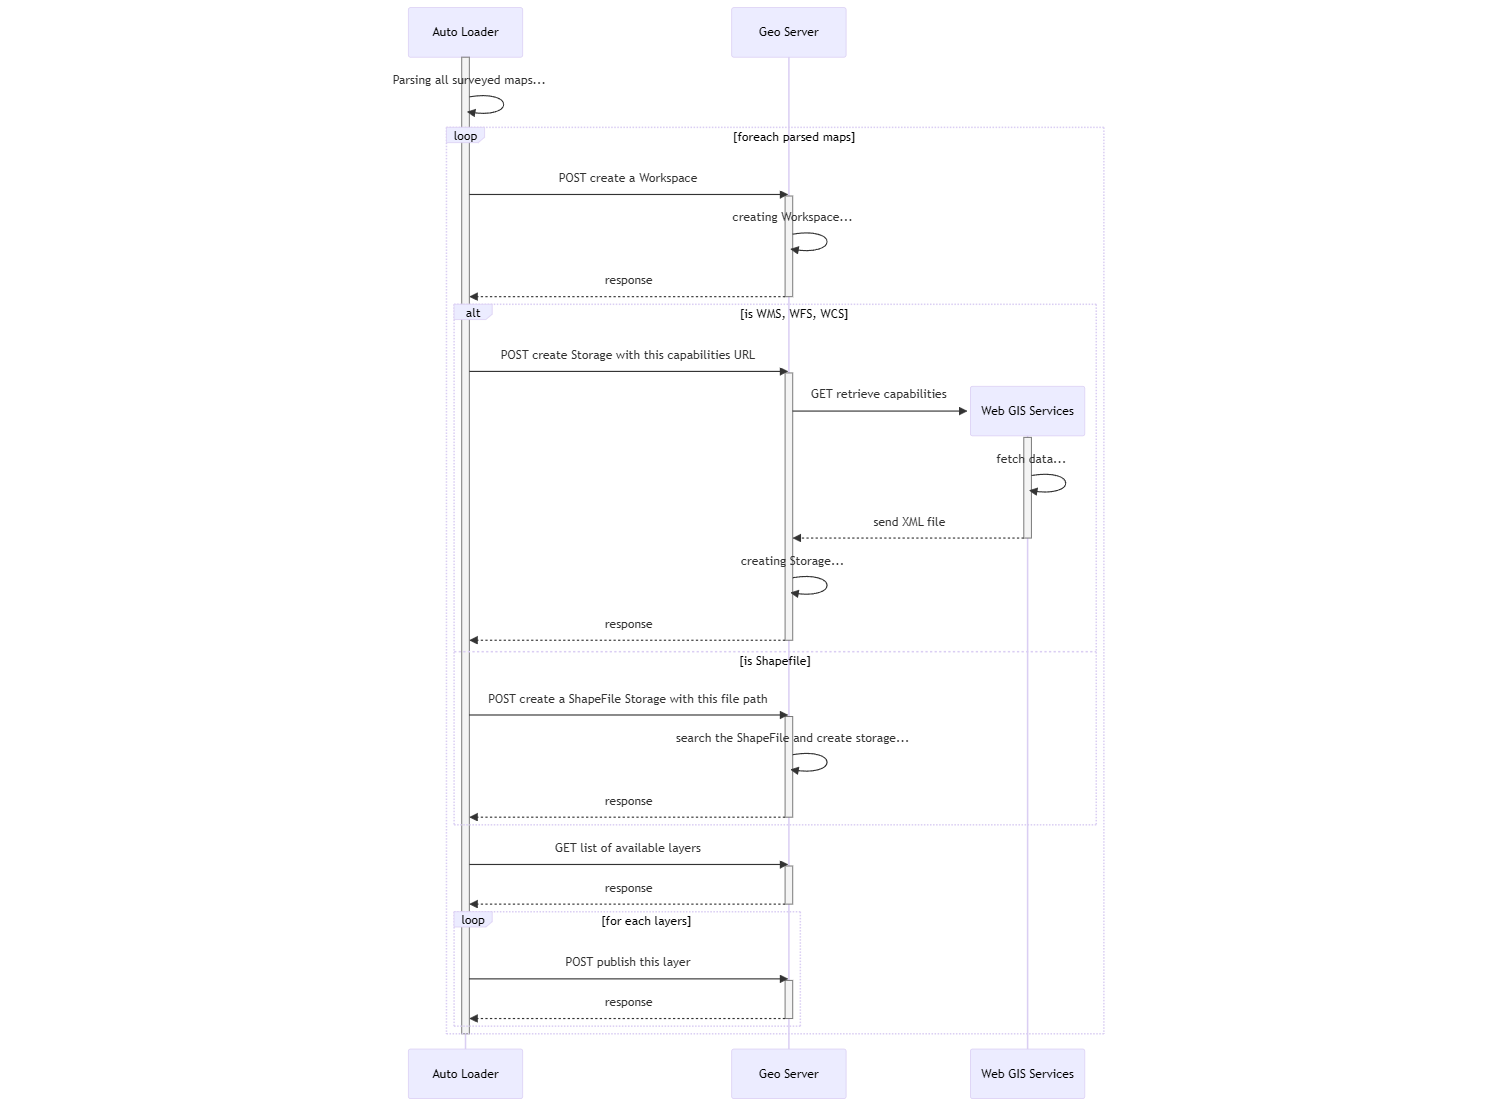 Auto Loader
Geo Server
Parsing all surveyed maps...
loop
[foreach parsed maps]
POST create a Workspace
creating Workspace...
response
alt
[is WMS, WFS, WCS]
POST create Storage with this capabilities URL
GET retrieve capabilities
Web GIS Services
fetch data...
send XML file
creating Storage...
response
[is Shapefile]
POST create a ShapeFile Storage with this file path
search the ShapeFile and create storage...
response
GET list of available layers
response
loop
[for each layers]
POST publish this layer
response
Auto Loader
Geo Server
Web GIS Services